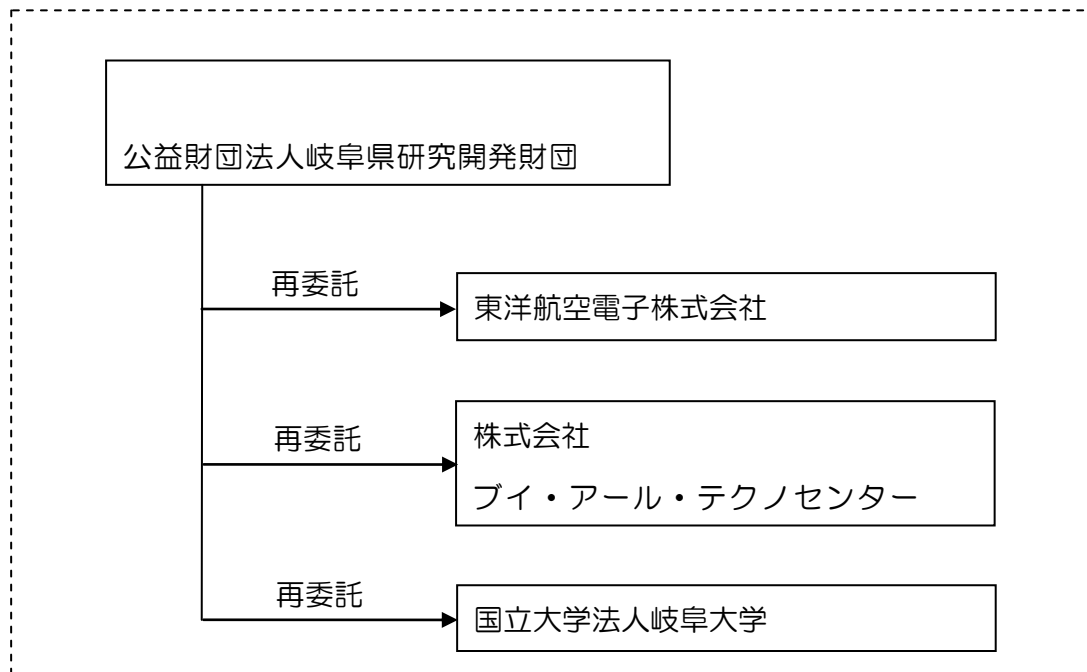 公益財団法人岐阜県研究開発財団
再委託
東洋航空電子株式会社
再委託
株式会社
ブイ・アール・テクノセンター
再委託
国立大学法人岐阜大学